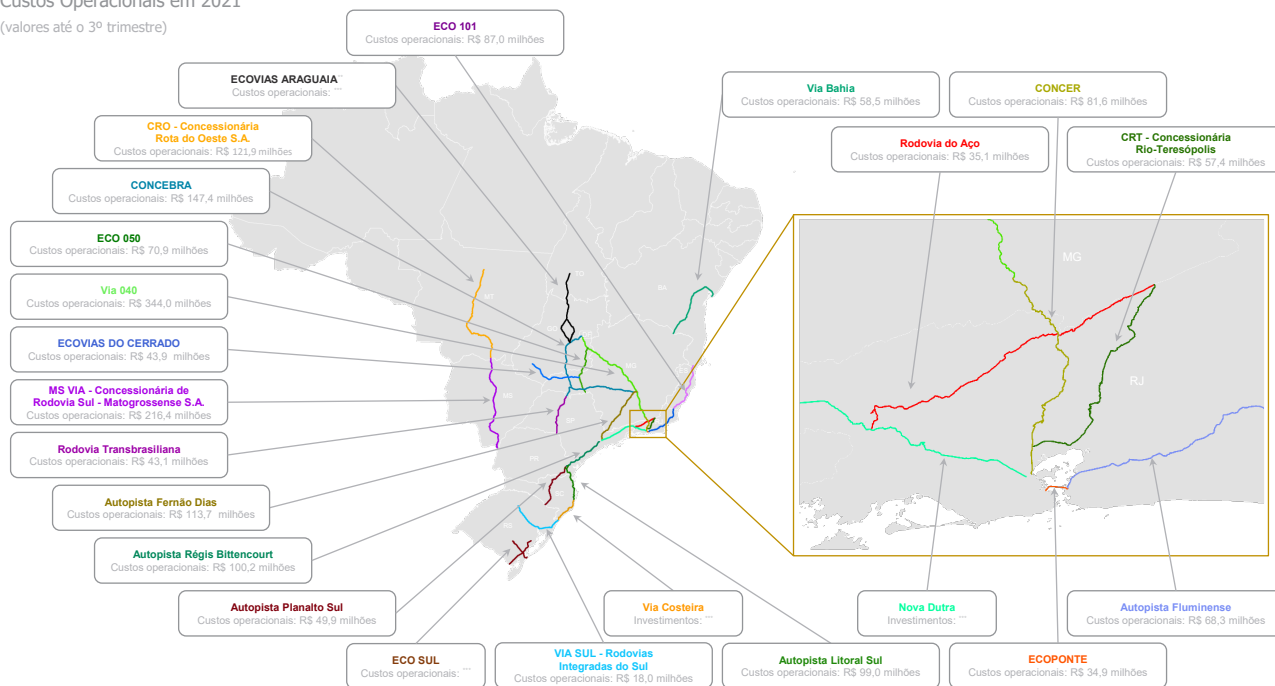 Custos Operacionais em 2021
(valores até o 3º trimestre)
ECO 101
Custos operacionais: R$ 87,0 milhões
ECOVIAS ARAGUAIA
Custos operacionais: ***
Via Bahia
Custos operacionais: R$ 58,5 milhões
CONCER
Custos operacionais: R$ 81,6 milhões
CRO - Concessionária
Rota do Oeste S.A.
Custos operacionais: R$ 121,9 milhões
Rodovia do Aço
Custos operacionais: R$ 35,1 milhões
CRT - Concessionária
Rio-Teresópolis
Custos operacionais: R$ 57,4 milhões
CONCEBRA
Custos operacionais: R$ 147,4 milhões
ECO 050
Custos operacionais: R$ 70,9 milhões
Via 040
Custos operacionais: R$ 344,0 milhões
ECOVIAS DO CERRADO
Custos operacionais: R$ 43,9 milhões
MS VIA - Concessionária de
Rodovia Sul - Matogrossense S.A.
Custos operacionais: R$ 216,4 milhões
Rodovia Transbrasiliana
Custos operacionais: R$ 43,1 milhões
Autopista Fernão Dias
Custos operacionais: R$ 113,7 milhões
Autopista Régis Bittencourt
Custos operacionais: R$ 100,2 milhões
TO
MT
BA
GO
MG
MS
SP
PR
RS
MG
RJ
Autopista Planalto Sul
Custos operacionais: R$ 49,9 milhões
Via Costeira
Investimentos: ***
Nova Dutra
Investimentos: ***
Autopista Fluminense
Custos operacionais: R$ 68,3 milhões
ECO SUL
Custos operacionais: ***
VIA SUL - Rodovias
Integradas do Sul
Custos operacionais: R$ 18,0 milhões
Autopista Litoral Sul
Custos operacionais: R$ 99,0 milhões
ECOPONTE
Custos operacionais: R$ 34,9 milhões